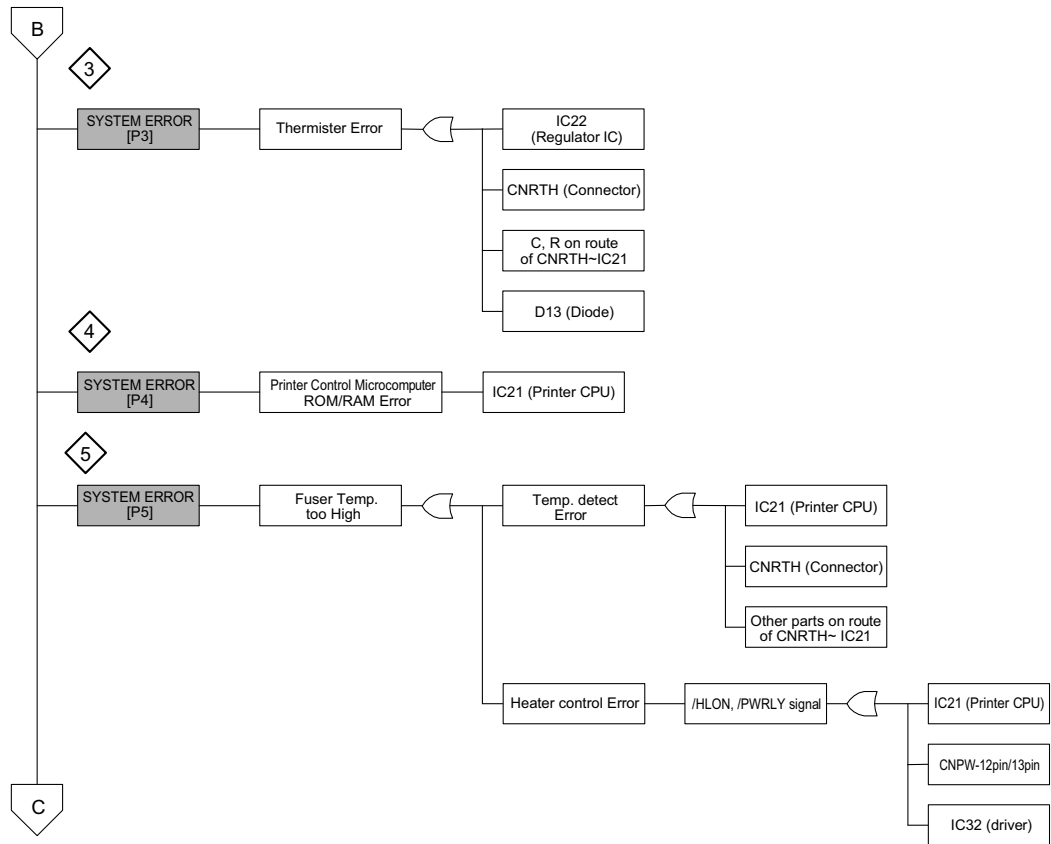 B
3
SYSTEM ERROR
[P3]
Thermister Error
IC22
(Regulator IC)
CNRTH (Connector)
C, R on route
of CNRTH~IC21
D13 (Diode)
4
SYSTEM ERROR
[P4]
Printer Control Microcomputer
ROM/RAM Error
IC21 (Printer CPU)
5
SYSTEM ERROR
[P5]
Fuser Temp.
too High
Temp. detect
Error
IC21 (Printer CPU)
CNRTH (Connector)
Other parts on route
of CNRTH~ IC21
Heater control Error
/HLON, /PWRLY signal
IC21 (Printer CPU)
CNPW-12pin/13pin
IC32 (driver)
C